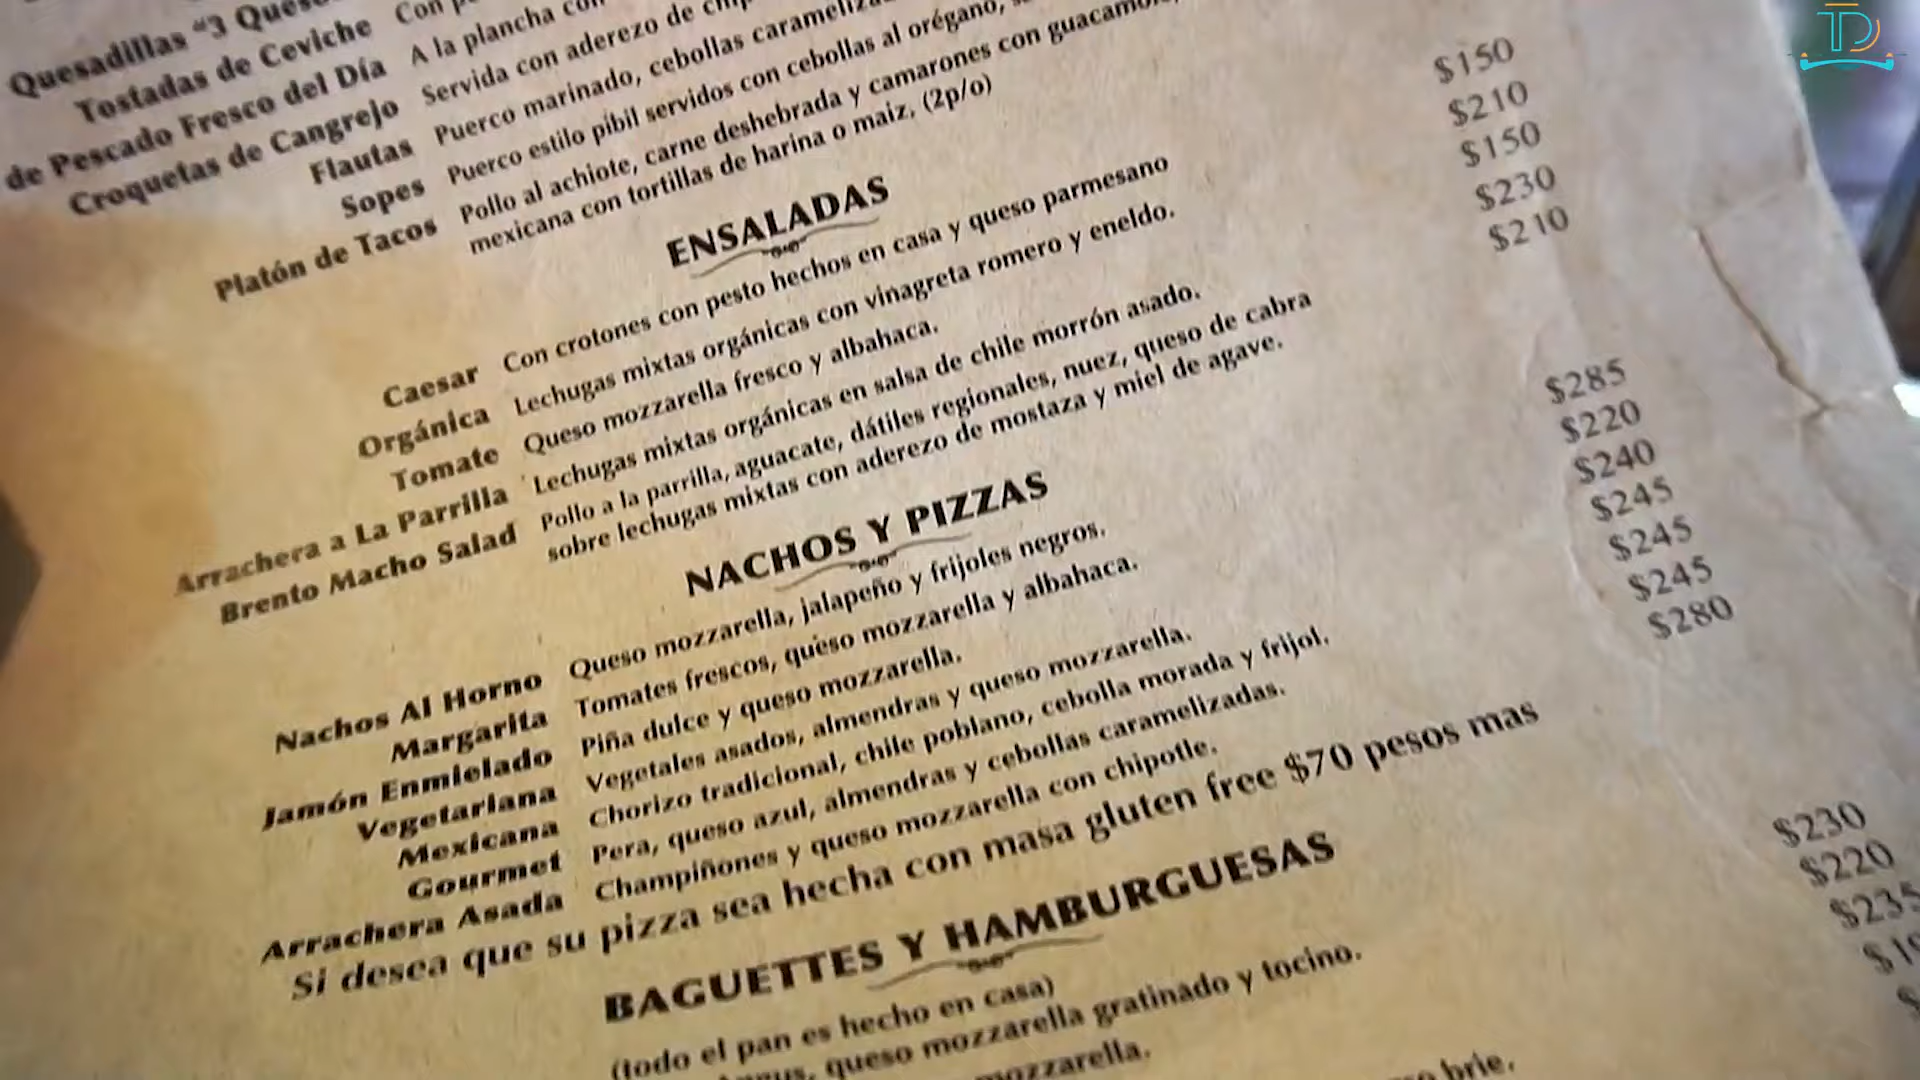 Quesadillas "3 Ques
Tostadas de Ceviche Con
de Pescado Fresco del Día A la plancha con
Croquetas de Cangrejo Servida con aderezo de
Flautas Puerco marinado, cebollas
Sopes Puerco estilo pibil servidos con cebollas al orégano,
Platón de Tacos Pollo al achiote, carne deshebrada y camarones con guacamole,
mexicana con tortillas de harina o maiz, (2p/o)
ENSALADAS
Caesar Con crotones con pesto hechos en casa y queso parmesano $150
Orgánica Lechugas mixtas orgánicas con vinagreta romero y eneldo. $210
Tomate Queso mozzarella fresco y albahaca. $150
Arrachera a La Parrilla Lechugas mixtas orgánicas en salsa de chile morrón asado. $230
Brento Macho Salad Pollo a la parrilla, aguacate, dátiles regionales, nuez, queso de cabra $210
sobre lechugas mixtas con aderezo de mostaza y miel de agave.
NACHOS Y PIZZAS
Nachos Al Horno Queso mozzarella, jalapeño y frijoles negros. $285
Margarita Tomates frescos, queso mozzarella y albahaca. $220
Jamón Enmielado Piña dulce y queso mozzarella. $240
Vegetariana Vegetales asados, almendras y queso mozzarella. $245
Mexicana Chorizo tradicional, chile poblano, cebolla morada y frijol. $245
Gourmet Pera, queso azul, almendras y cebollas caramelizadas. $245
Arrachera Asada Champiñones y queso mozzarella con chipotle. $280
Si desea que su pizza sea hecha con masa gluten free $70 pesos mas
BAGUETTES Y HAMBURGUESAS
(todo el pan es hecho en casa)
queso mozzarella gratinado y tocino. $230
mozzarella. $220
brie. $235
TD